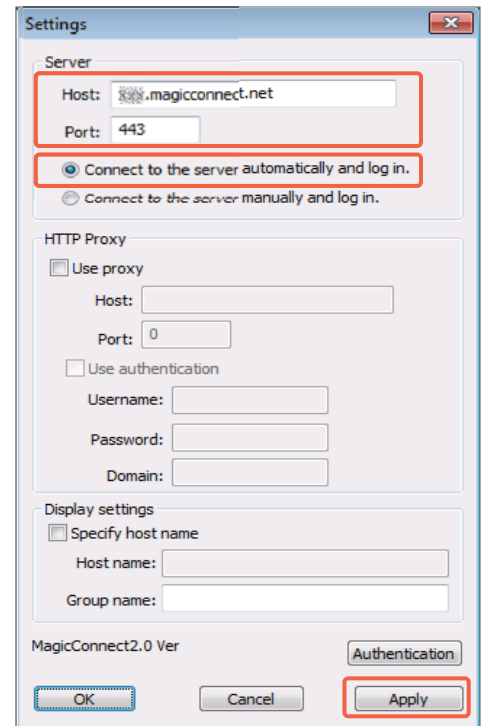 Settings
Server
Host: .magicconnect.net
Port: 443
Connect to the server automatically and log in.
Connect to the server manually and log in.
HTTP Proxy
Use proxy
Host:
Port: 0
Use authentication
Username:
Password:
Domain:
Display settings
Specify host name
Host name:
Group name:
MagicConnect2.0 Ver
Authentication
OK Cancel Apply